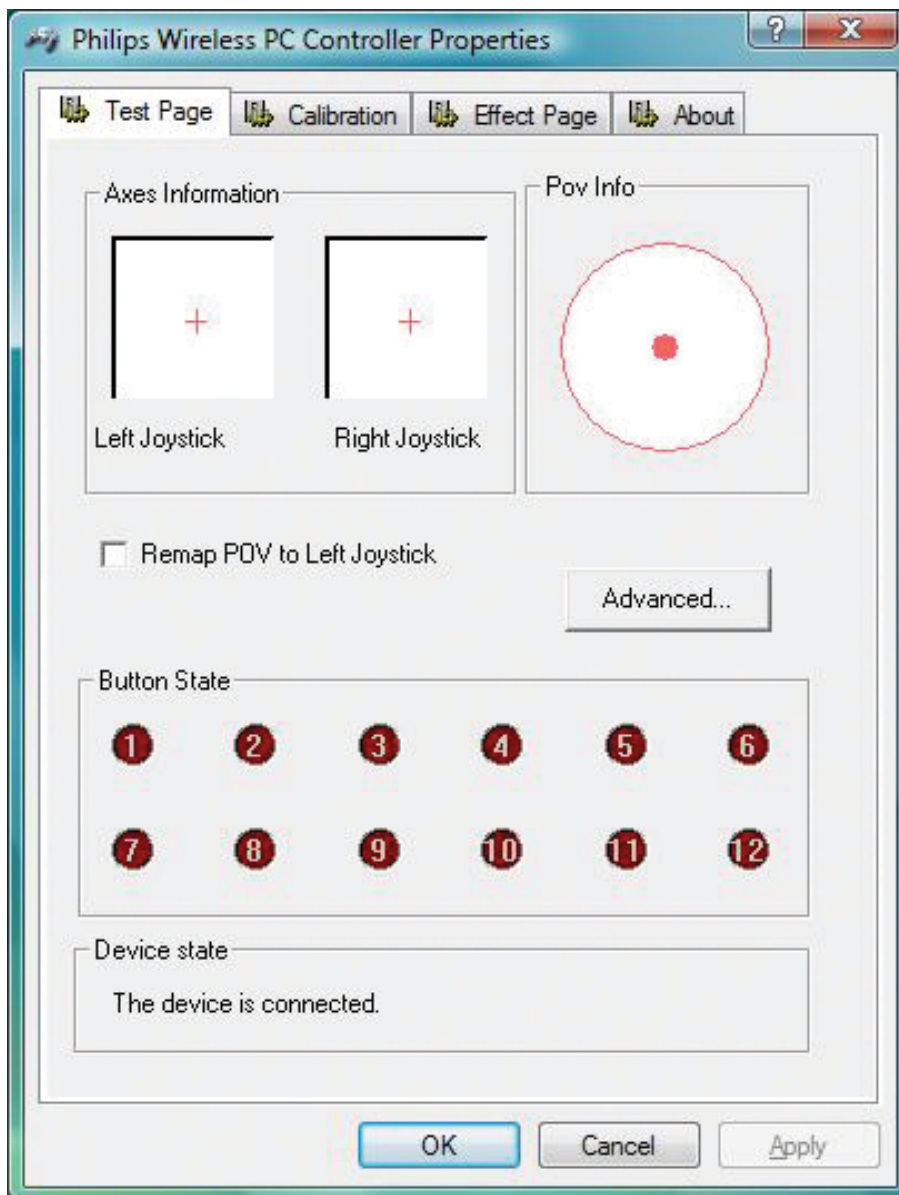 Philips Wireless PC Controller Properties
? X
Test Page Calibration Effect Page About
Axes Information Pov Info
Left Joystick Right Joystick
Remap POV to Left Joystick
Advanced...
Button State
1 2 3 4 5 6
7 8 9 10 11 12
Device state
The device is connected.
OK Cancel Apply